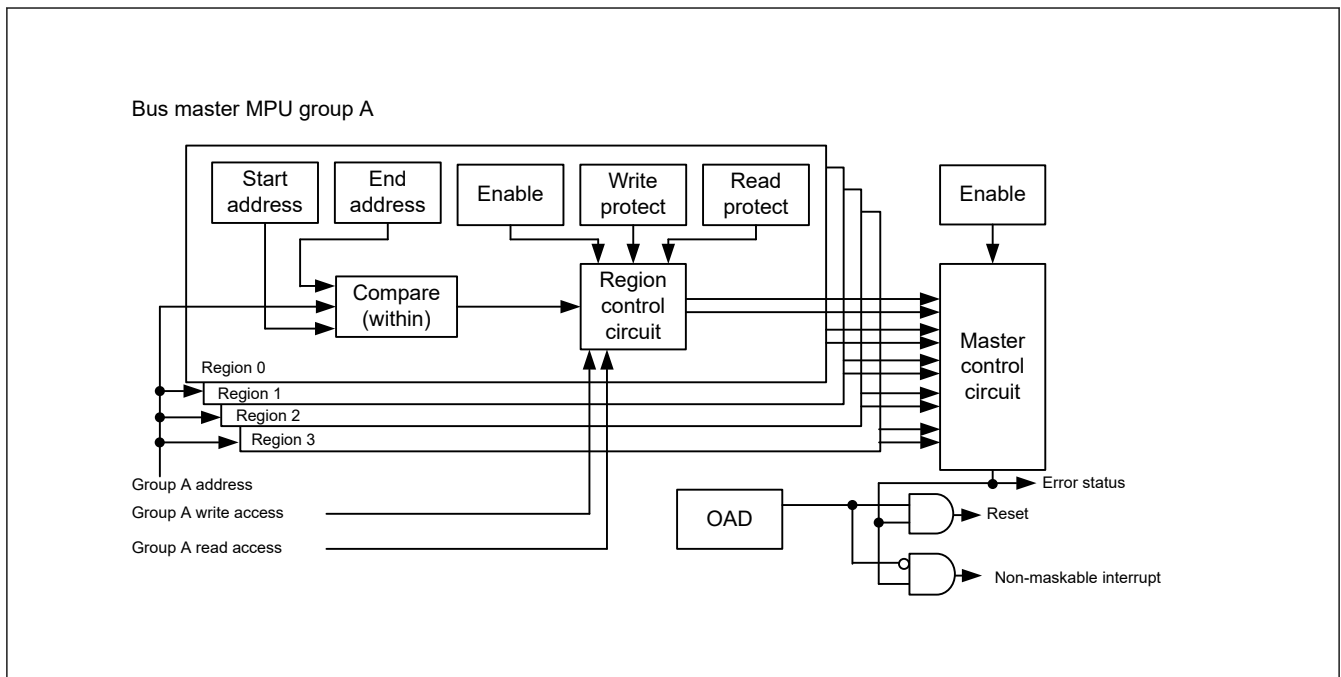 Bus master MPU group A
Start
address
End
address
Enable
Write
protect
Read
protect
Enable
Compare
(within)
Region
control
circuit
Master
control
circuit
Region 0
Region 1
Region 2
Region 3
Group A address
Group A write access
Group A read access
OAD
Error status
Reset
Non-maskable interrupt